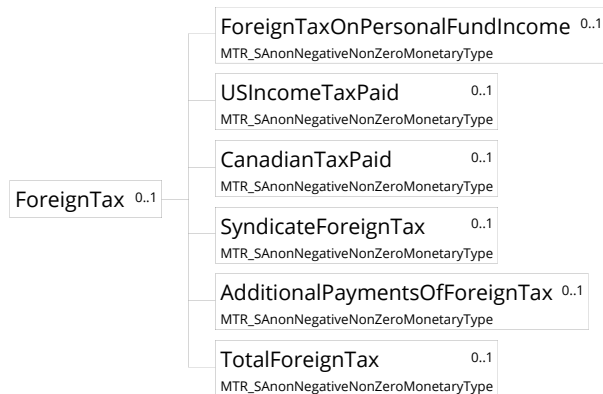 ForeignTaxOnPersonalFundIncome 0..1
MTR_SAnonNegativeNonZeroMonetaryType
USIncomeTaxPaid 0..1
MTR_SAnonNegativeNonZeroMonetaryType
CanadianTaxPaid 0..1
MTR_SAnonNegativeNonZeroMonetaryType
ForeignTax 0..1
SyndicateForeignTax 0..1
MTR_SAnonNegativeNonZeroMonetaryType
AdditionalPaymentsOfForeignTax 0..1
MTR_SAnonNegativeNonZeroMonetaryType
TotalForeignTax 0..1
MTR_SAnonNegativeNonZeroMonetaryType